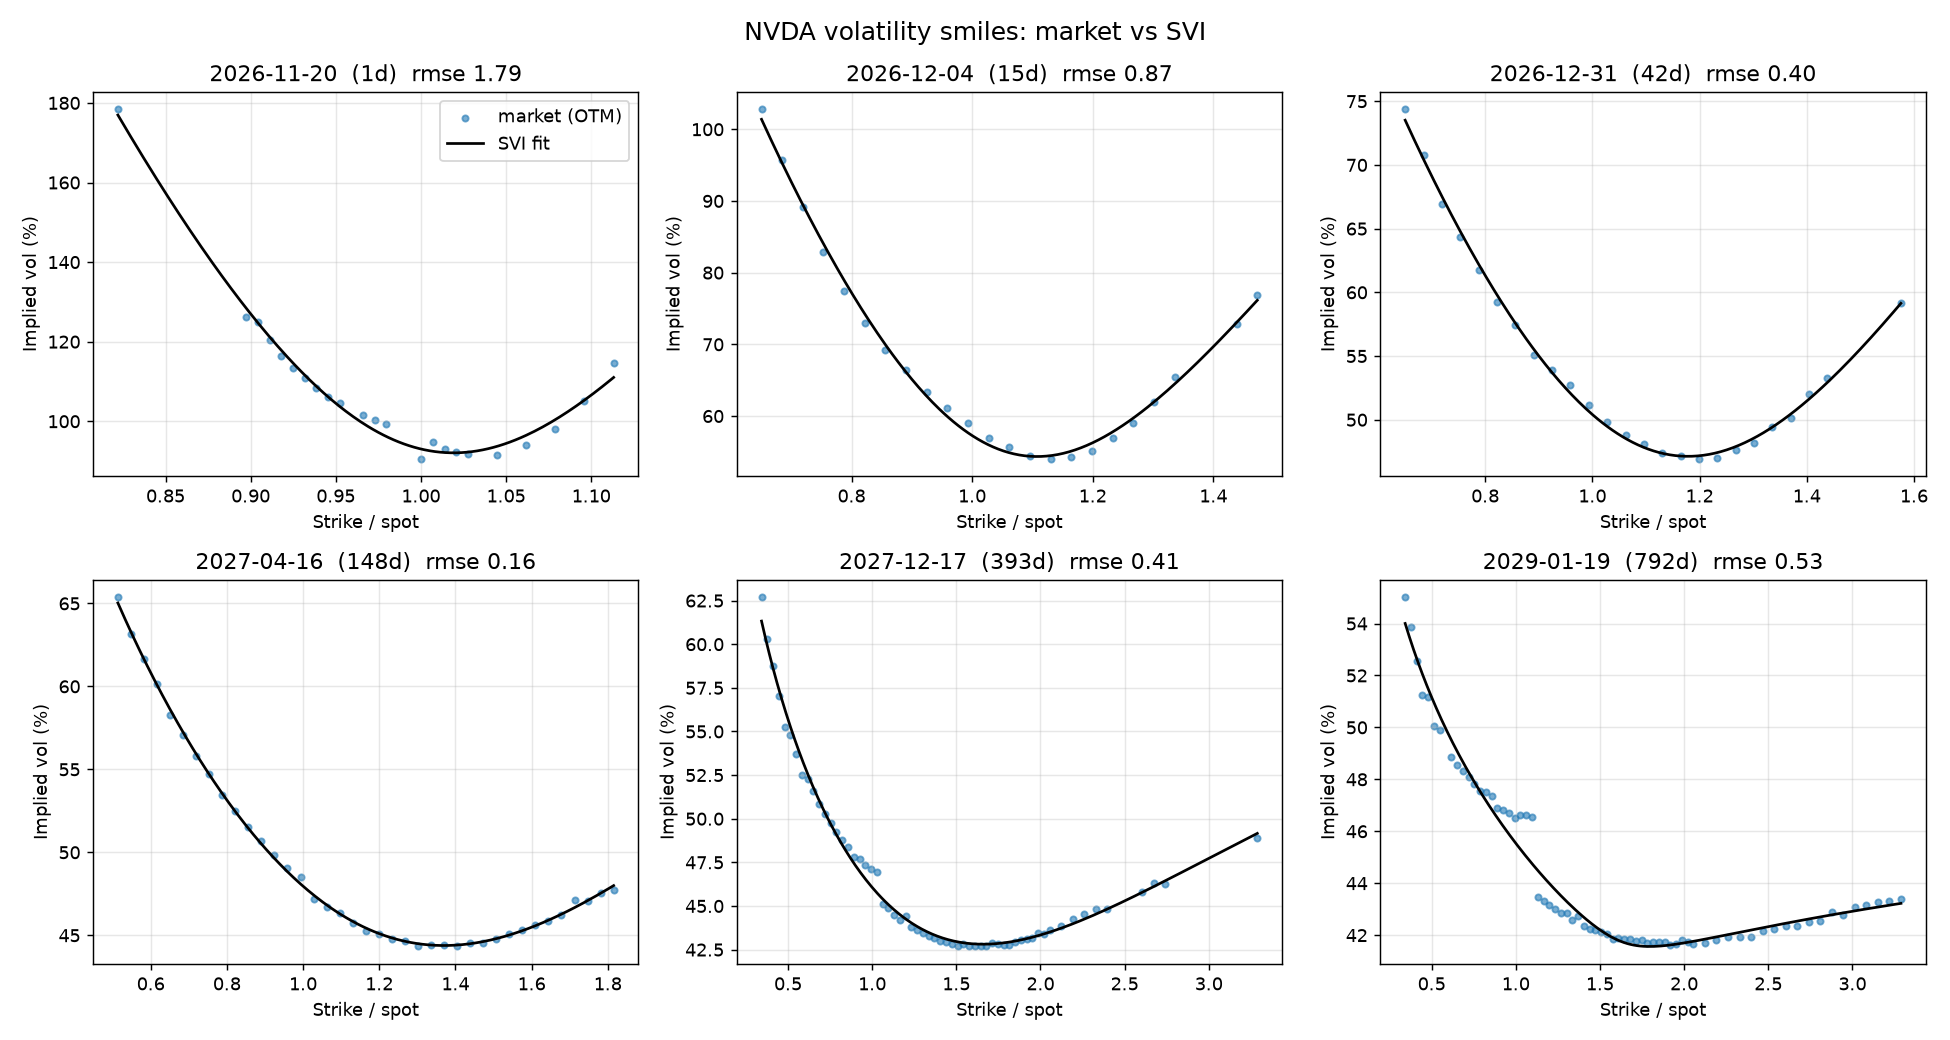 NVDA volatility smiles: market vs SVI
2026-11-20 (1d) rmse 1.79
180
160
140
120
100
Implied vol (%)
market (OTM)
SVI fit
0.85 0.90 0.95 1.00 1.05 1.10
Strike / spot
2026-12-04 (15d) rmse 0.87
100
90
80
70
60
Implied vol (%)
0.8 1.0 1.2 1.4
Strike / spot
2026-12-31 (42d) rmse 0.40
75
70
65
60
55
50
Implied vol (%)
0.8 1.0 1.2 1.4 1.6
Strike / spot
2027-04-16 (148d) rmse 0.16
65
60
55
50
45
Implied vol (%)
0.6 0.8 1.0 1.2 1.4 1.6 1.8
Strike / spot
2027-12-17 (393d) rmse 0.41
62.5
60.0
57.5
55.0
52.5
50.0
47.5
45.0
42.5
Implied vol (%)
0.5 1.0 1.5 2.0 2.5 3.0
Strike / spot
2029-01-19 (792d) rmse 0.53
54
52
50
48
46
44
42
Implied vol (%)
0.5 1.0 1.5 2.0 2.5 3.0
Strike / spot